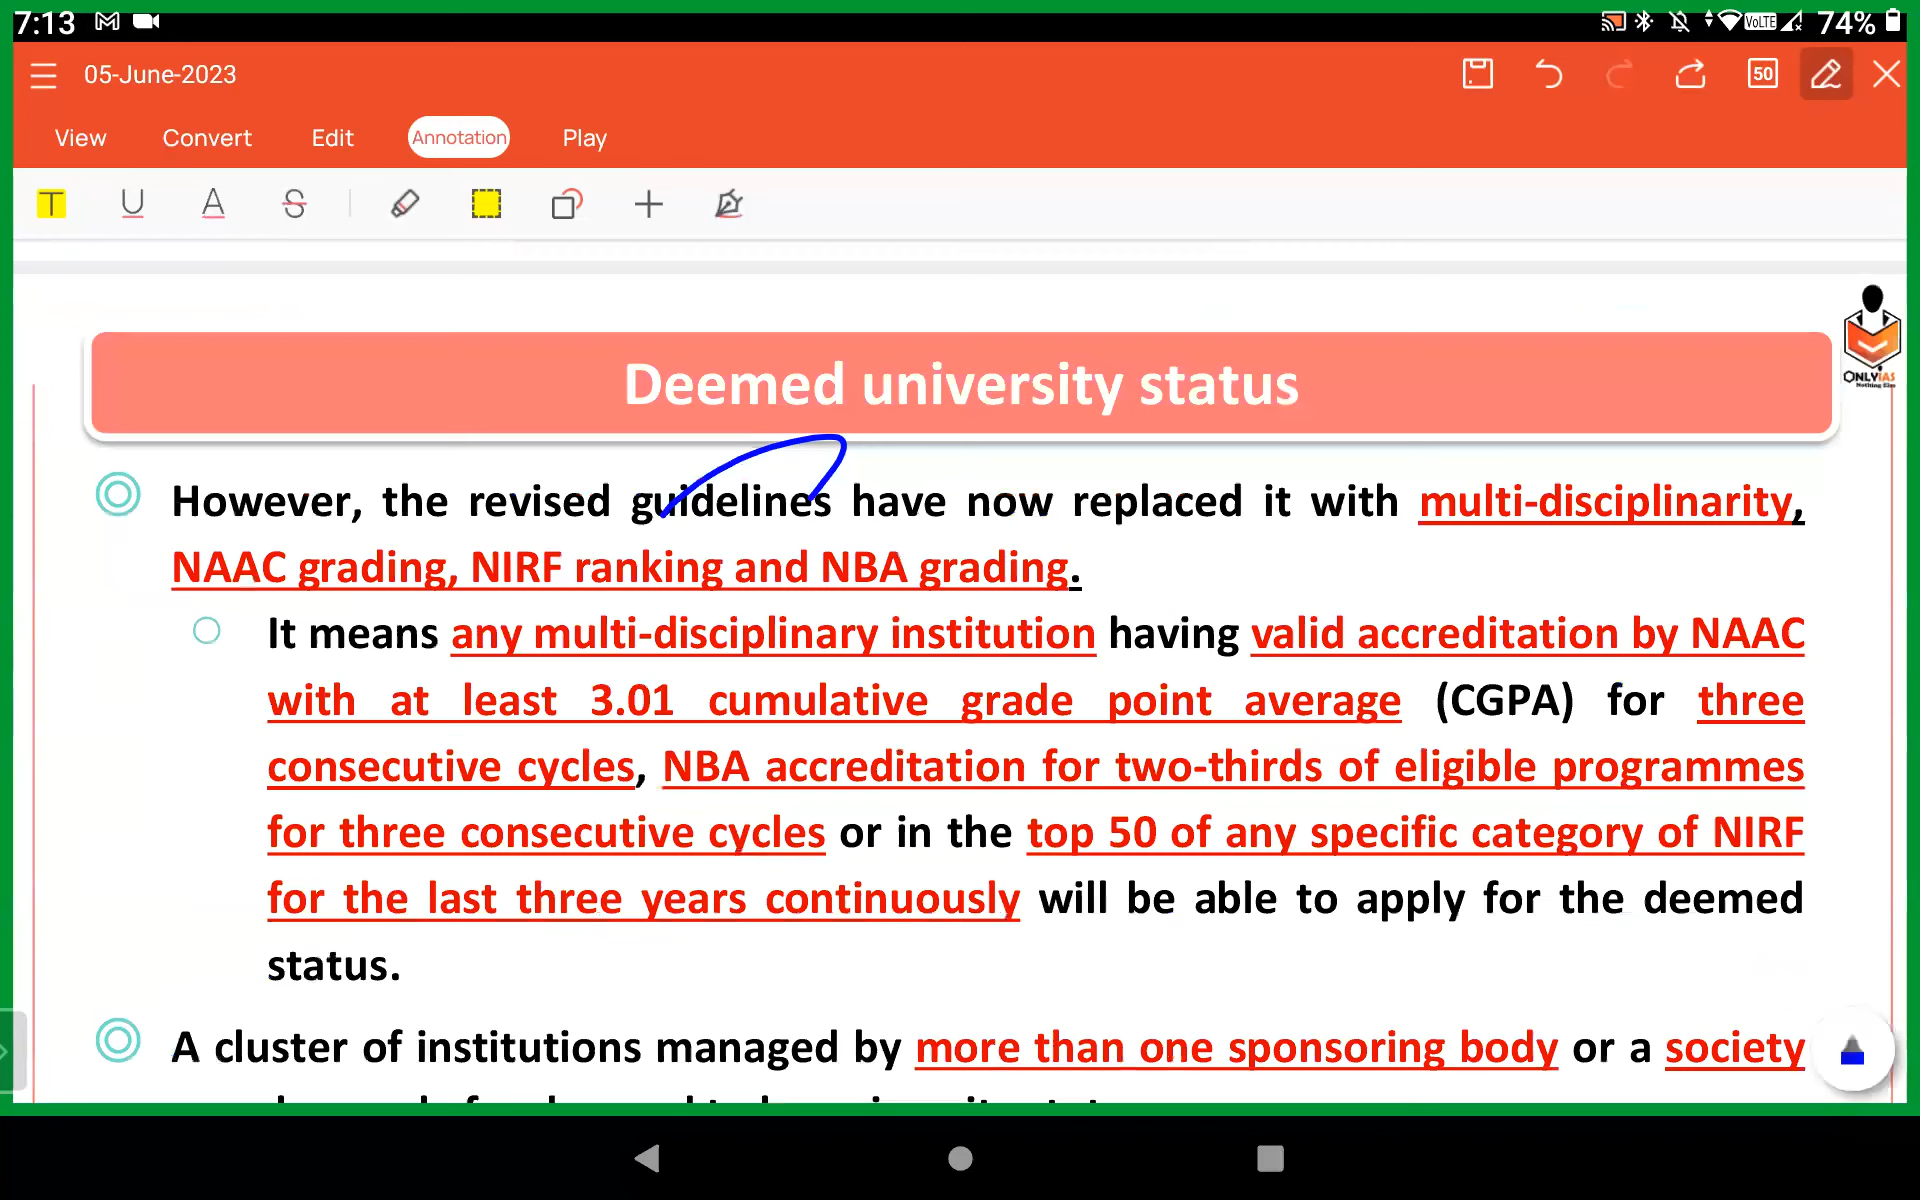 7:13
VoLTE 74%
05-June-2023
50
View Convert Edit Annotation Play
T U A S
Deemed university status
ONLYIAS
Nothing Else
However, the revised guidelines have now replaced it with multi-disciplinarity,
NAAC grading, NIRF ranking and NBA grading.
It means any multi-disciplinary institution having valid accreditation by NAAC
with at least 3.01 cumulative grade point average (CGPA) for three
consecutive cycles, NBA accreditation for two-thirds of eligible programmes
for three consecutive cycles or in the top 50 of any specific category of NIRF
for the last three years continuously will be able to apply for the deemed
status.
A cluster of institutions managed by more than one sponsoring body or a society